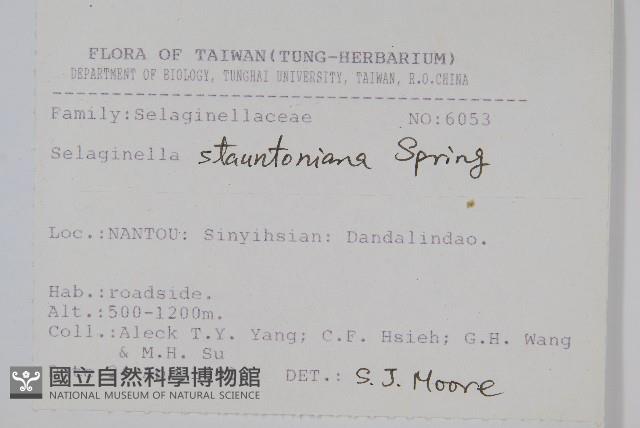 FLORA OF TAIWAN(TUNG-HERBARIUM)
DEPARTMENT OF BIOLOGY, TUNGHAI UNIVERSITY, TAIWAN, R.O.CHINA
Family:Selaginellaceae NO:6053
Selaginella stauntoniana Spring
Loc.:NANTOU: Sinyihsian: Dandalindao.
Hab.:roadside.
Alt.:500-1200m.
Coll.:Aleck T.Y. Yang; C.F. Hsieh; G.H. Wang
& M.H. Su
DET.: S.J. Moore
國立自然科學博物館
NATIONAL MUSEUM OF NATURAL SCIENCE